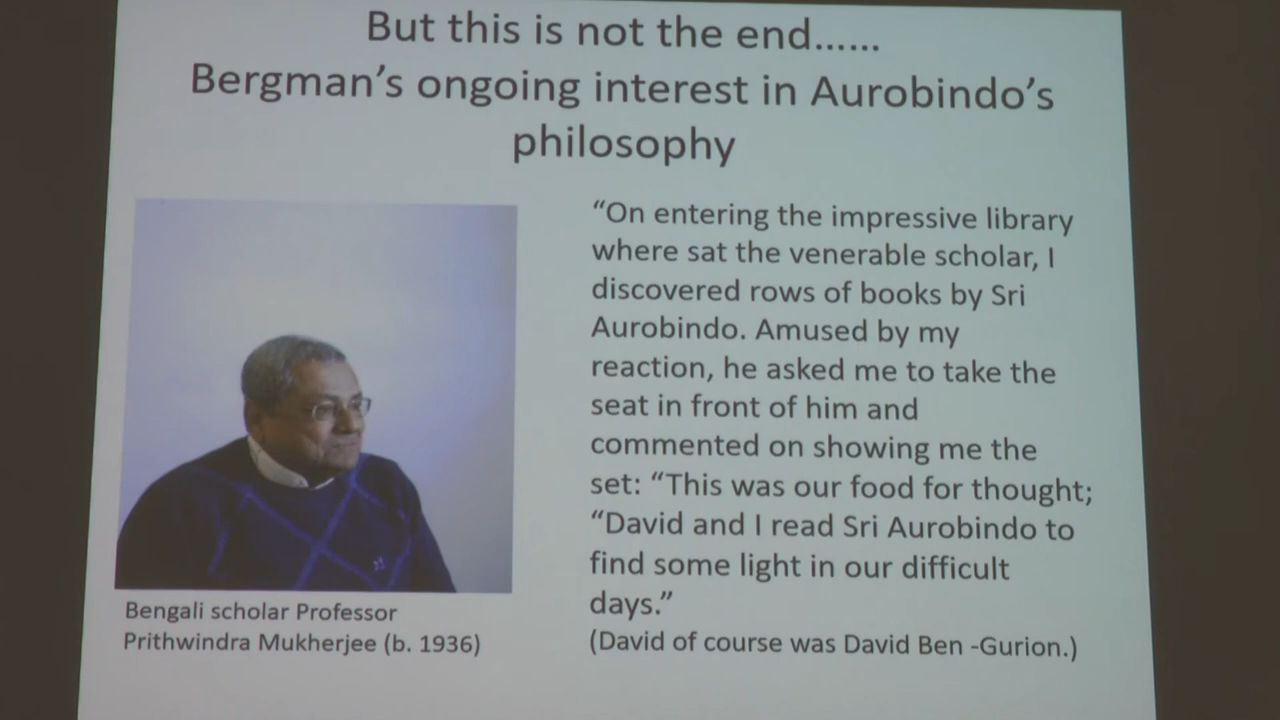 But this is not the end......
Bergman's ongoing interest in Aurobindo's
philosophy
“On entering the impressive library
where sat the venerable scholar, I
discovered rows of books by Sri
Aurobindo. Amused by my
reaction, he asked me to take the
seat in front of him and
commented on showing me the
set: “This was our food for thought;
“David and I read Sri Aurobindo to
find some light in our difficult
days.”
(David of course was David Ben -Gurion.)
Bengali scholar Professor
Prithwindra Mukherjee (b. 1936)